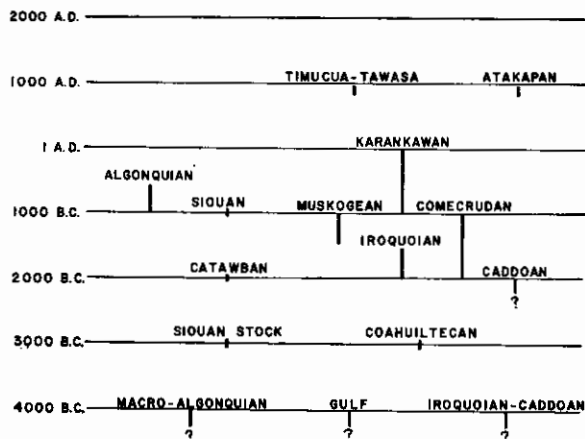 2000 A.D.
TIMUCUA-TAWASA ATAKAPAN
1000 A.D.
KARANKAWAN
1 A.D.
ALGONQUIAN
SIOUAN MUSKOGEAN COMECRUDAN
1000 B.C.
IROQUOIAN
CATAWBAN CADDOAN
2000 B.C.
?
SIOUAN STOCK COAHUILTECAN
3000 B.C.
MACRO-ALGONQUIAN GULF IROQUOIAN-CADDOAN
4000 B.C.
? ? ?